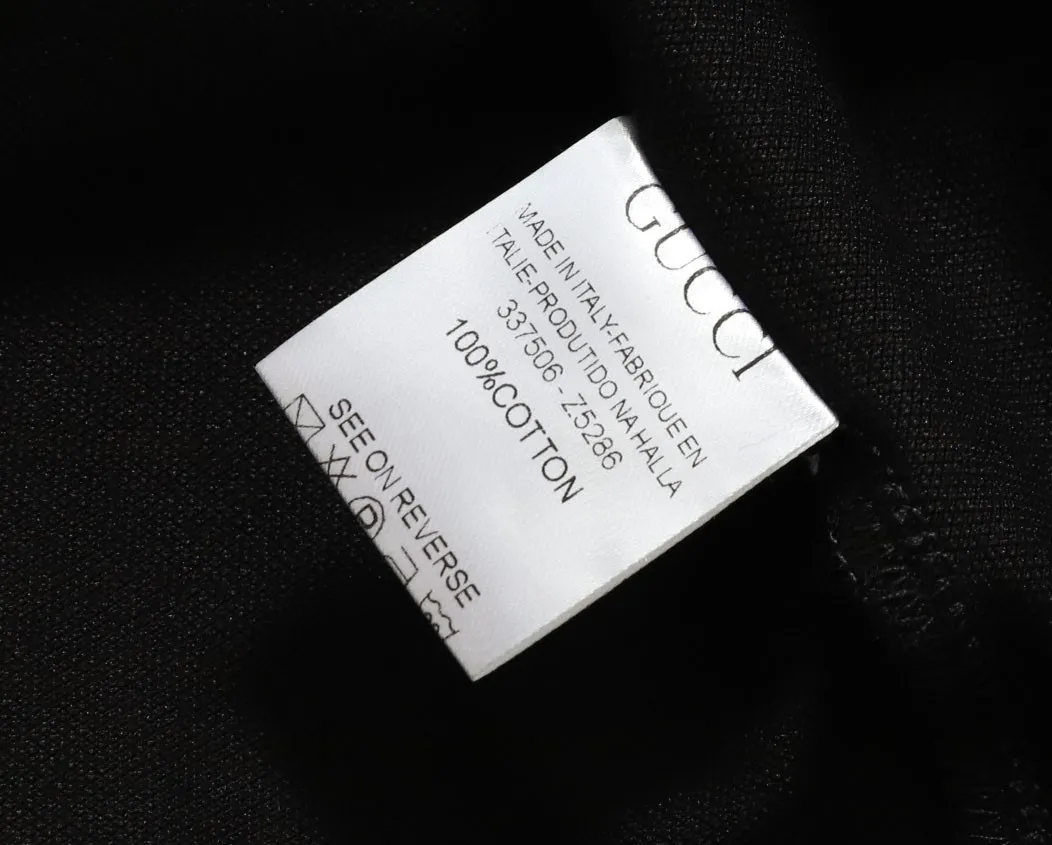 GUCCI
MADE IN ITALY-FABRIQUE EN
ITALIE-PRODUTIDO NA HALLA
337506 - Z5286
100%COTTON
SEE ON REVERSE